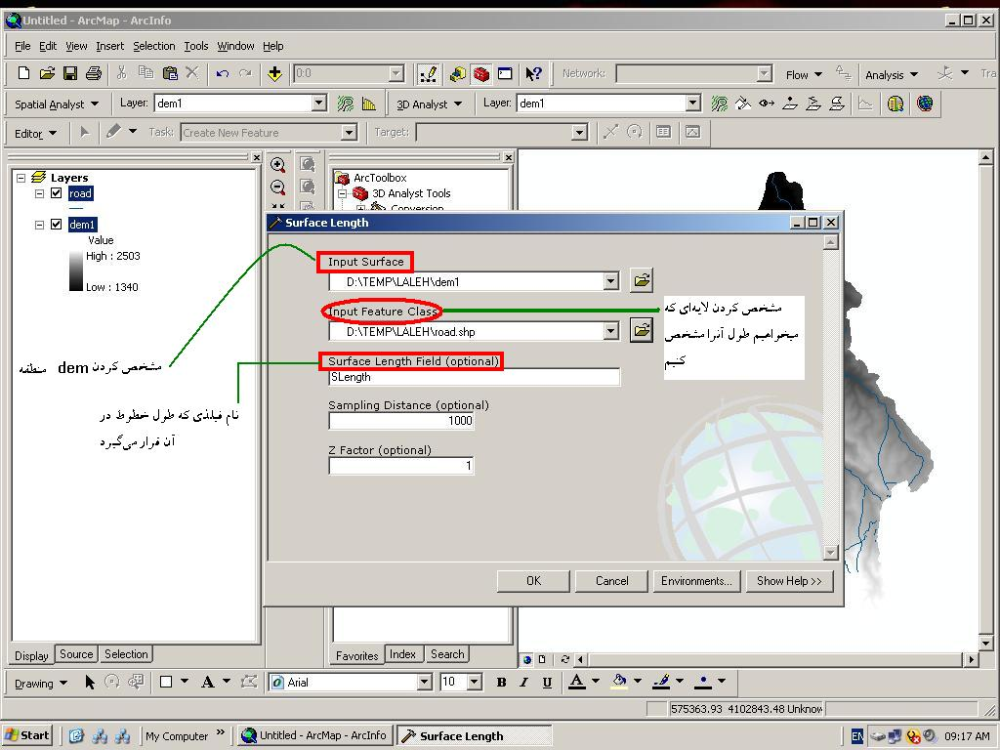 Untitled - ArcMap - ArcInfo
File Edit View Insert Selection Tools Window Help
0:0 Network: Flow Analysis Tra
Spatial Analyst Layer: dem1 3D Analyst Layer: dem1
Editor Task: Create New Feature Target:
Layers
road
dem1
Value
High : 2503
Low : 1340
ArcToolbox
3D Analyst Tools
Conversion
Surface Length
Input Surface
D:\TEMP\LALEH\dem1
Input Feature Class
D:\TEMP\LALEH\road.shp
Surface Length Field (optional)
SLength
Sampling Distance (optional)
1000
Z Factor (optional)
1
OK Cancel Environments... Show Help >>
مشخص کردن لایه‌ای که
میخواهیم طول آنرا مشخص
کنیم
مشخص کردن dem منطقه
نام فیلدی که طول خطوط در
آن قرار می‌گیرد
Display Source Selection
Favorites Index Search
Drawing A Arial 10 B I U A
575363.93 4102843.48 Unknow
Start My Computer » Untitled - ArcMap - ArcInfo Surface Length EN 09:17 AM